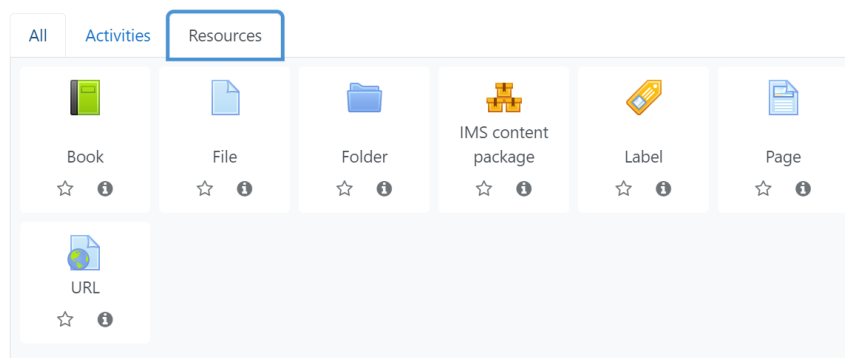 All Activities Resources
Book File Folder IMS content package Label Page
URL